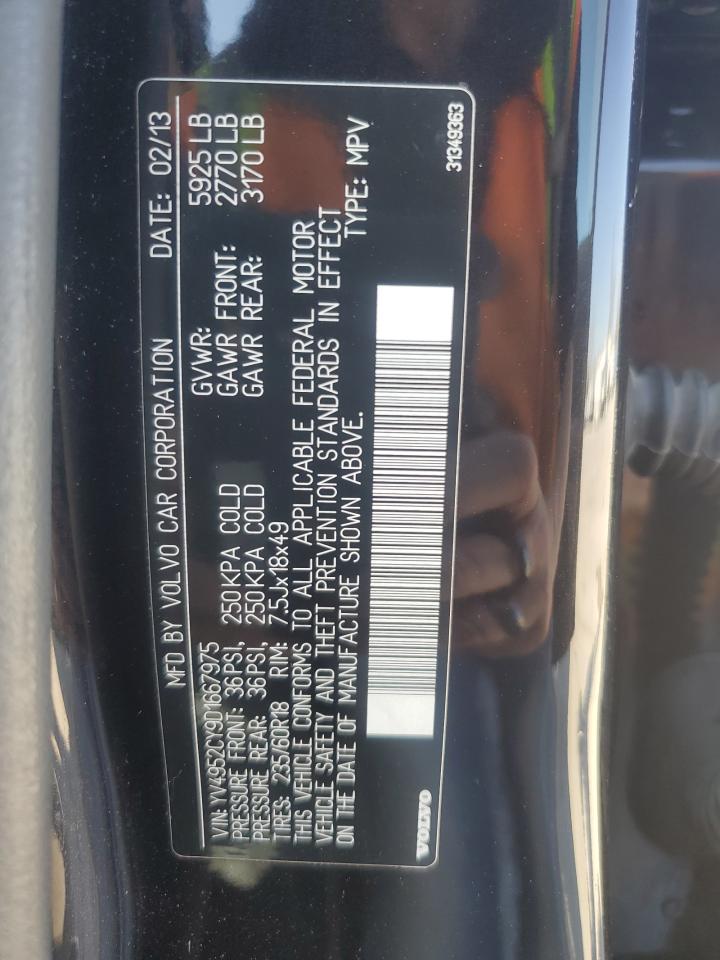 MFD BY VOLVO CAR CORPORATION DATE: 02/13
VIN: YV4952CY9D1667975 GVWR: 5925 LB
PRESSURE FRONT: 36PSI, 250KPA COLD GAWR FRONT: 2770 LB
PRESSURE REAR: 36PSI, 250KPA COLD GAWR REAR: 3170 LB
TIRES: 235/60R18 RIM: 7.5Jx18x49
THIS VEHICLE CONFORMS TO ALL APPLICABLE FEDERAL MOTOR
VEHICLE SAFETY AND THEFT PREVENTION STANDARDS IN EFFECT
ON THE DATE OF MANUFACTURE SHOWN ABOVE. TYPE: MPV
VOLVO 31349363